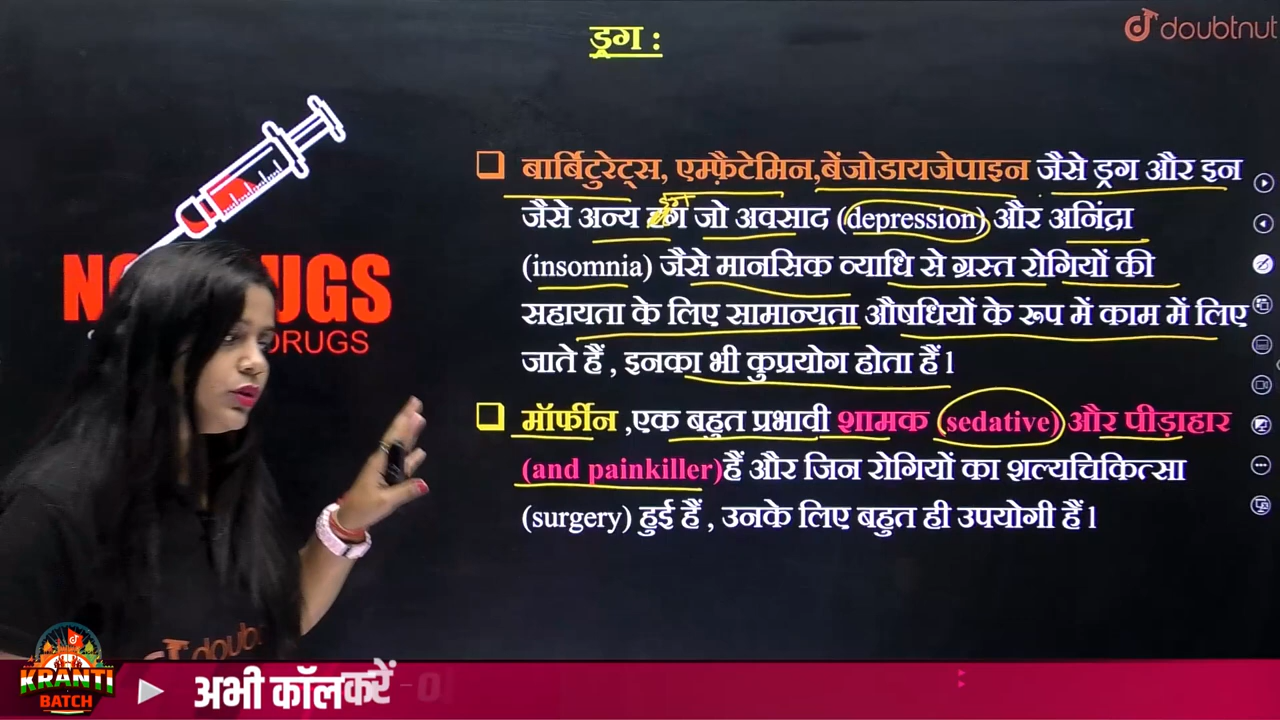 ड्रग :
doubtnut
बार्बिटुरेट्स, एम्फ़ैटेमिन,बेंजोडायजेपाइन जैसे ड्रग और इन
जैसे अन्य ड्रग जो अवसाद (depression) और अनिंद्रा
(insomnia) जैसे मानसिक व्याधि से ग्रस्त रोगियों की
सहायता के लिए सामान्यता औषधियों के रूप में काम में लिए
जाते हैं , इनका भी कुप्रयोग होता हैं।
मॉर्फीन ,एक बहुत प्रभावी शामक (sedative) और पीड़ाहार
(and painkiller)हैं और जिन रोगियों का शल्यचिकित्सा
(surgery) हुई हैं , उनके लिए बहुत ही उपयोगी हैं।
DRUGS
KRANTI
BATCH
अभी कॉल करें -